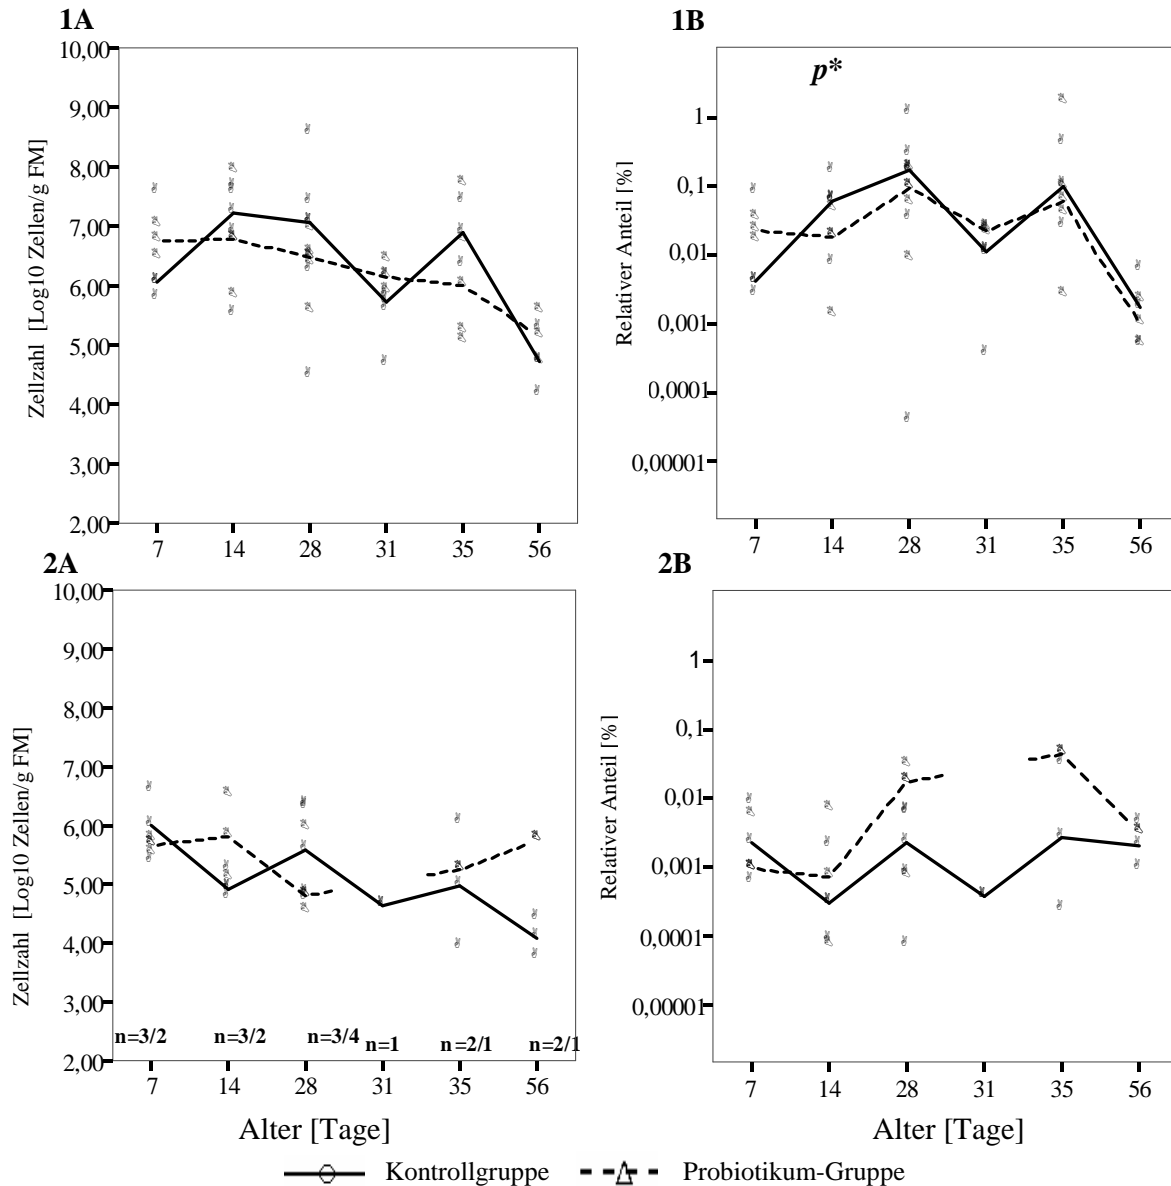 1A
10,00
9,00
8,00
7,00
6,00
5,00
4,00
3,00
2,00
Zellzahl [Log10 Zellen/g FM]
7 14 28 31 35 56
1B
p*
1
0,1
0,01
0,001
0,0001
0,00001
Relativer Anteil [%]
7 14 28 31 35 56
2A
10,00
9,00
8,00
7,00
6,00
5,00
4,00
3,00
2,00
Zellzahl [Log10 Zellen/g FM]
n=3/2 n=3/2 n=3/4 n=1 n=2/1 n=2/1
7 14 28 31 35 56
Alter [Tage]
2B
1
0,1
0,01
0,001
0,0001
0,00001
Relativer Anteil [%]
7 14 28 31 35 56
Alter [Tage]
Kontrollgruppe Probiotikum-Gruppe